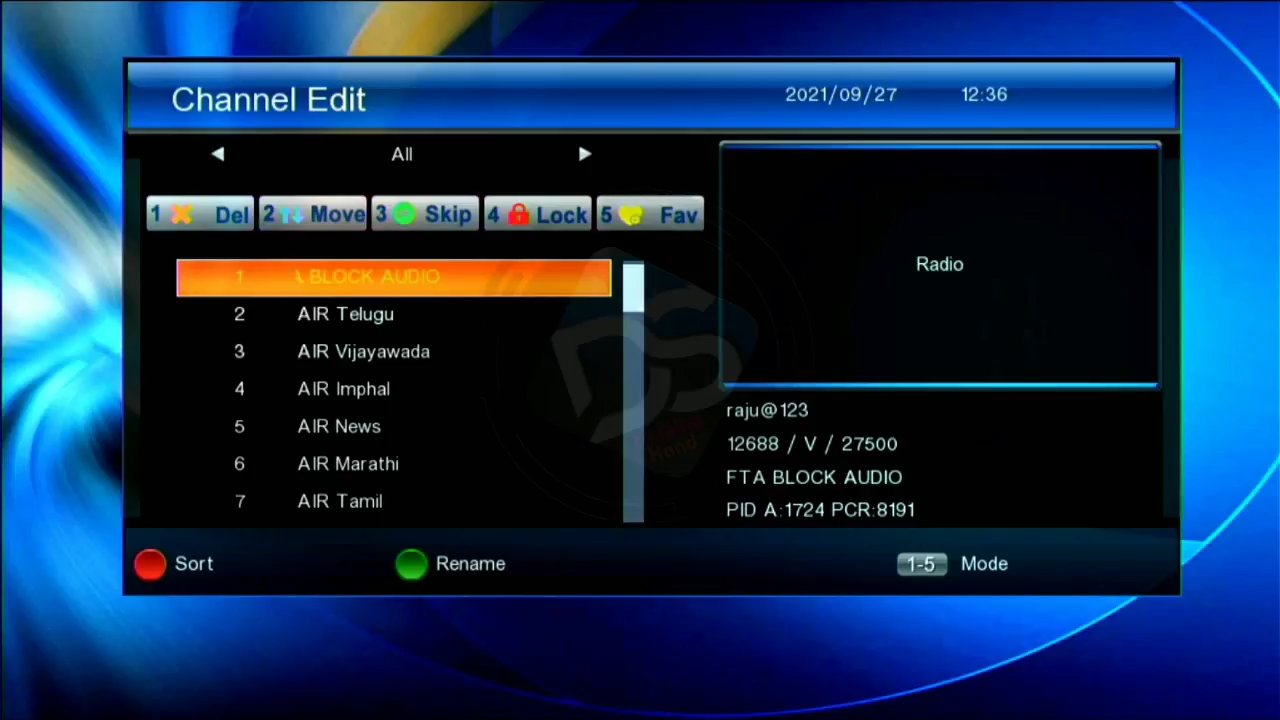 Channel Edit 2021/09/27 12:36
All
1 Del 2 Move 3 Skip 4 Lock 5 Fav
1 A BLOCK AUDIO
2 AIR Telugu
3 AIR Vijayawada
4 AIR Imphal
5 AIR News
6 AIR Marathi
7 AIR Tamil
Radio
raju@123
12688 / V / 27500
FTA BLOCK AUDIO
PID A:1724 PCR:8191
Sort Rename 1-5 Mode
DS
Hand